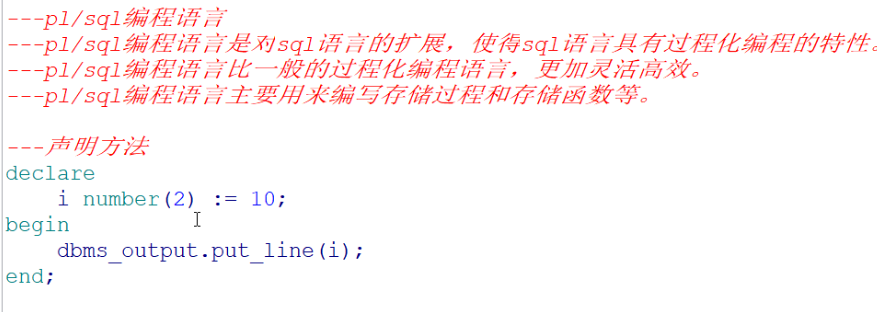 ---pl/sql编程语言
---pl/sql编程语言是对sql语言的扩展，使得sql语言具有过程化编程的特性。
---pl/sql编程语言比一般的过程化编程语言，更加灵活高效。
---pl/sql编程语言主要用来编写存储过程和存储函数等。
---声明方法
declare
    i number(2) := 10;
begin
    dbms_output.put_line(i);
end;